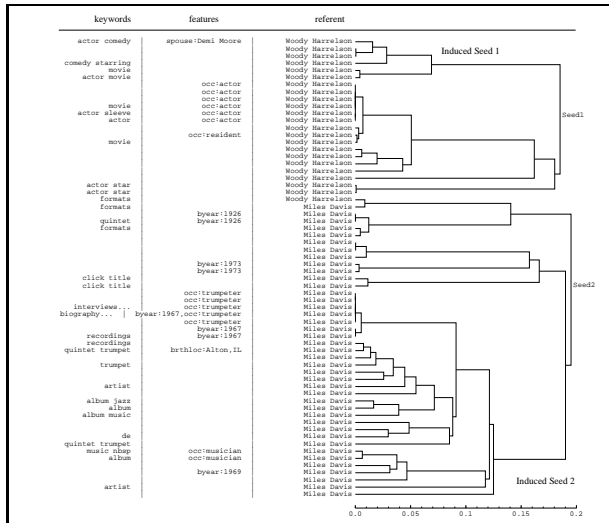 keywords features referent
actor comedy | spouse:Demi Moore | Woody Harrelson
Woody Harrelson
Induced Seed 1
Woody Harrelson
comedy starring Woody Harrelson
movie Woody Harrelson
actor movie Woody Harrelson
occ:actor Woody Harrelson
occ:actor Woody Harrelson
occ:actor Woody Harrelson
movie occ:actor Woody Harrelson
actor sleeve occ:actor Woody Harrelson
Seed1
actor occ:actor Woody Harrelson
Woody Harrelson
occ:resident Woody Harrelson
movie Woody Harrelson
Woody Harrelson
Woody Harrelson
Woody Harrelson
Woody Harrelson
Woody Harrelson
actor star Woody Harrelson
actor star Woody Harrelson
formats Woody Harrelson
formats Miles Davis
byear:1926 Miles Davis
quintet byear:1926 Miles Davis
formats Miles Davis
Miles Davis
Miles Davis
Miles Davis
Miles Davis
byear:1973 Miles Davis
byear:1973 Miles Davis
click title Miles Davis
Seed2
click title Miles Davis
occ:trumpeter Miles Davis
occ:trumpeter Miles Davis
interviews... occ:trumpeter Miles Davis
biography... | byear:1967,occ:trumpeter Miles Davis
occ:trumpeter Miles Davis
byear:1967 Miles Davis
recordings byear:1967 Miles Davis
recordings Miles Davis
quintet trumpet brthloc:Alton,IL Miles Davis
Miles Davis
trumpet Miles Davis
Miles Davis
Miles Davis
artist Miles Davis
Miles Davis
album jazz Miles Davis
album Miles Davis
album music Miles Davis
Miles Davis
Miles Davis
de Miles Davis
quintet trumpet Miles Davis
music nbsp occ:musician Miles Davis
album occ:musician Miles Davis
Miles Davis
byear:1969 Miles Davis
Miles Davis
Induced Seed 2
artist Miles Davis
Miles Davis
0.0 0.05 0.1 0.15 0.2